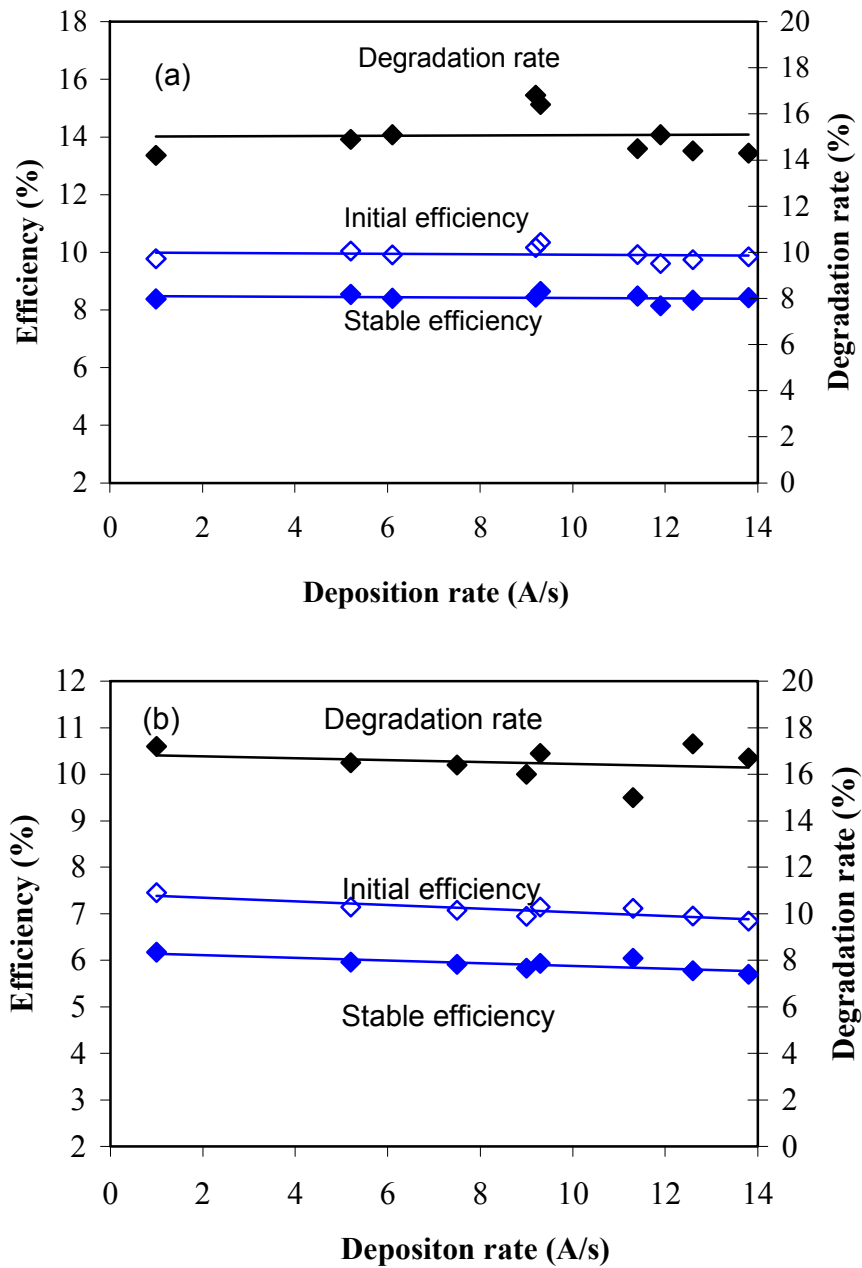 18
16
14
12
10
8
6
4
2
Efficiency (%)
(a)
Degradation rate
Initial efficiency
Stable efficiency
20
18
16
14
12
10
8
6
4
2
0
Degradation rate (%)
0 2 4 6 8 10 12 14
Deposition rate (A/s)
12
11
10
9
8
7
6
5
4
3
2
Efficiency (%)
(b)
Degradation rate
Initial efficiency
Stable efficiency
20
18
16
14
12
10
8
6
4
2
0
Degradation rate (%)
0 2 4 6 8 10 12 14
Depositon rate (A/s)